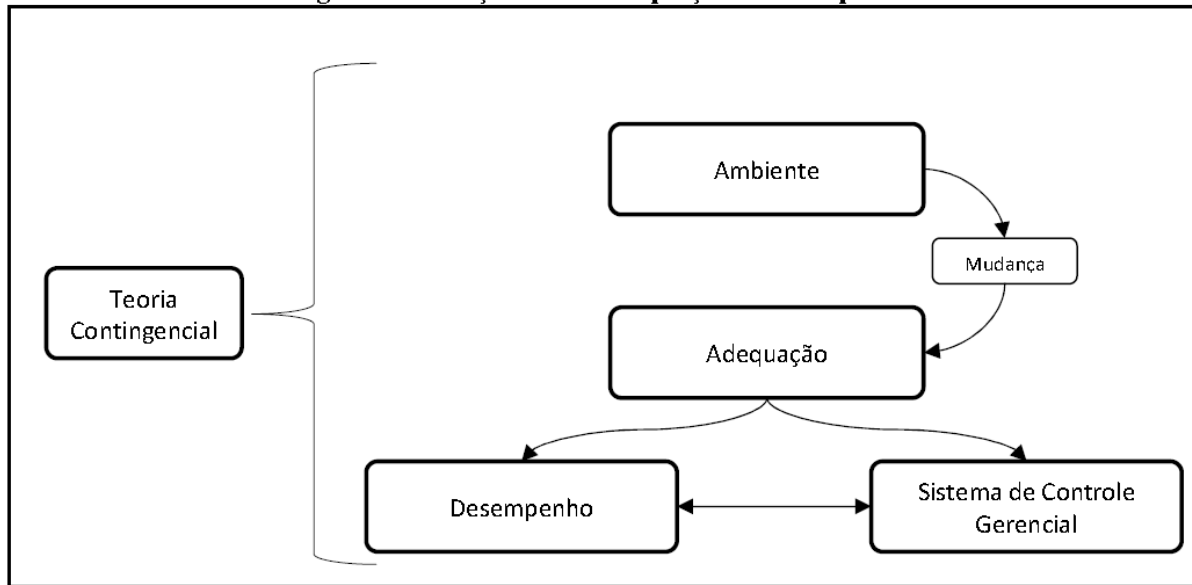 Ambiente
Mudança
Teoria
Contingencial
Adequação
Desempenho
Sistema de Controle
Gerencial